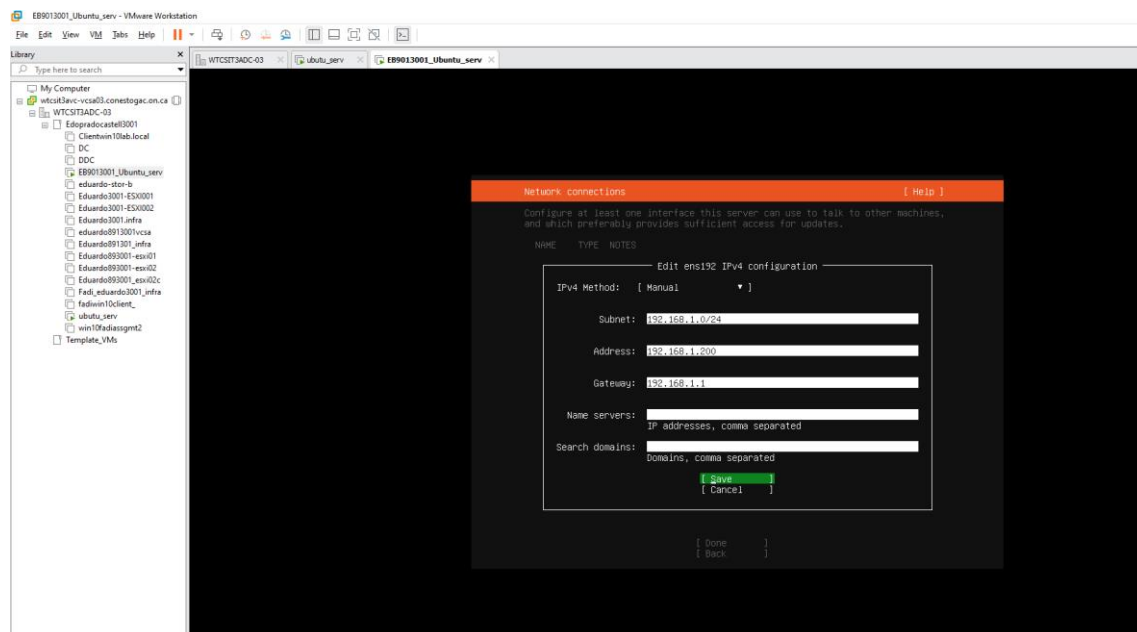 EB9013001_Ubuntu_serv - VMware Workstation
File Edit View VM Tabs Help
Library
Type here to search
My Computer
wtcsit3avc-vcsa03.conestogac.on.ca
WTCSIT3ADC-03
Edopradocastell3001
Clientwin10lab.local
DC
DDC
EB9013001_Ubuntu_serv
eduardo-stor-b
Eduardo3001-ESXI001
Eduardo3001-ESXI002
Eduardo3001.infra
eduardo8913001vcsa
Eduardo891301_infra
Eduardo893001-esxi01
Eduardo893001-esxi02
Eduardo893001_esxi02c
Fadi_eduardo3001_infra
fadiwin10client_
ubutu_serv
win10fadiassgmt2
Template_VMs
WTCSIT3ADC-03 ubutu_serv EB9013001_Ubuntu_serv
Network connections [ Help ]
Configure at least one interface this server can use to talk to other machines,
and which preferably provides sufficient access for updates.
NAME TYPE NOTES
Edit ens192 IPv4 configuration
IPv4 Method: [ Manual ▾ ]
Subnet: 192.168.1.0/24
Address: 192.168.1.200
Gateway: 192.168.1.1
Name servers:
IP addresses, comma separated
Search domains:
Domains, comma separated
[ Save ]
[ Cancel ]
[ Done ]
[ Back ]